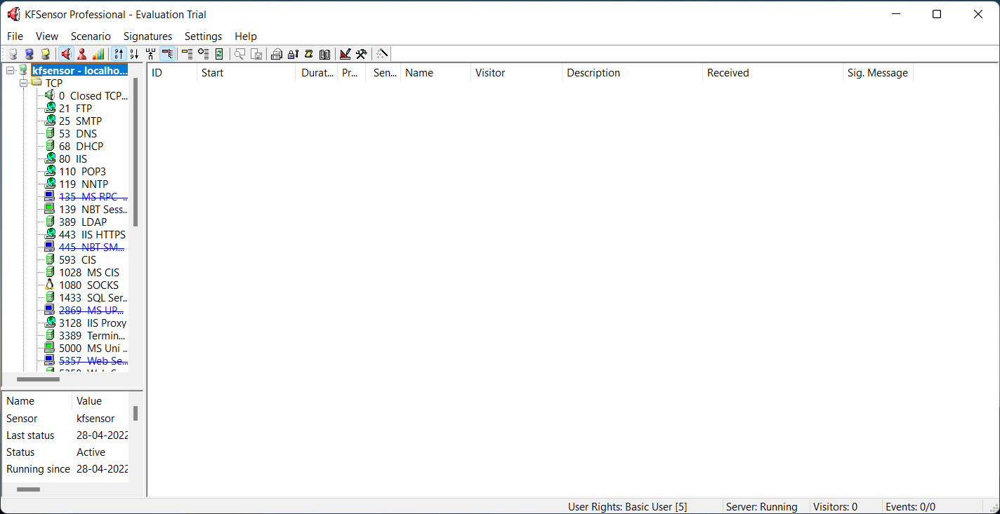 KFSensor Professional - Evaluation Trial
File View Scenario Signatures Settings Help
kfsensor - localho...
TCP
0 Closed TCP...
21 FTP
25 SMTP
53 DNS
68 DHCP
80 IIS
110 POP3
119 NNTP
135 MS RPC ...
139 NBT Sess...
389 LDAP
443 IIS HTTPS
445 NBT SM...
593 CIS
1028 MS CIS
1080 SOCKS
1433 SQL Ser...
2869 MS UP...
3128 IIS Proxy
3389 Termin...
5000 MS Uni ...
5357 Web Se...
ID Start Durat... Pr... Sen... Name Visitor Description Received Sig. Message
Name Value
Sensor kfsensor
Last status 28-04-2022
Status Active
Running since 28-04-2022
User Rights: Basic User [5] Server: Running Visitors: 0 Events: 0/0